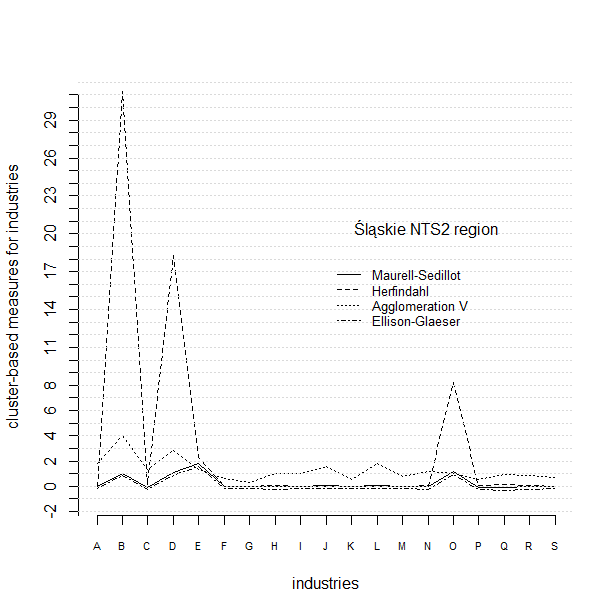 cluster-based measures for industries
29
26
23
20
17
14
11
8
6
4
2
0
-2
Śląskie NTS2 region
Maurell-Sedillot
Herfindahl
Agglomeration V
Ellison-Glaeser
A B C D E F G H I J K L M N O P Q R S
industries